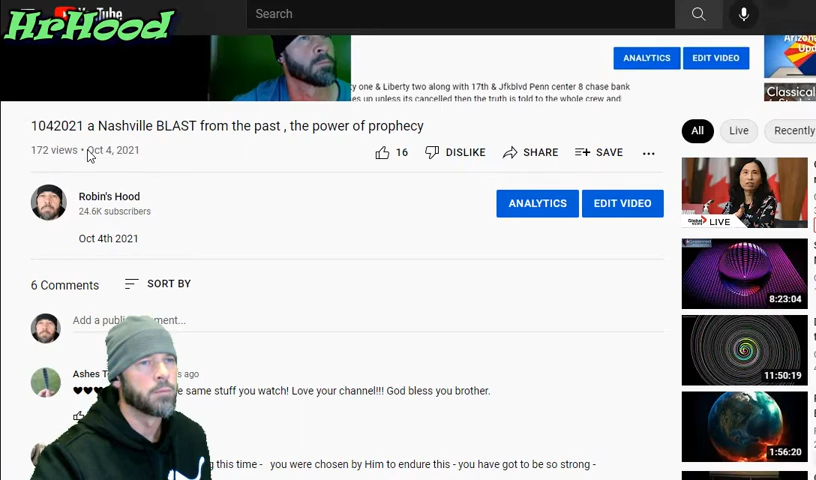 HrHood
YouTube
Search
ANALYTICS
EDIT VIDEO
y one & Liberty two along with 17th & Jfkblvd Penn center 8 chase bank
es up unless its cancelled then the truth is told to the whole crew and
Arizona
Classical
1042021 a Nashville BLAST from the past , the power of prophecy
172 views • Oct 4, 2021
16
DISLIKE
SHARE
SAVE
...
All
Live
Recently
Robin's Hood
24.6K subscribers
ANALYTICS
EDIT VIDEO
Oct 4th 2021
LIVE
6 Comments
SORT BY
8:23:04
Add a public comment...
Ashes T
s ago
same stuff you watch! Love your channel!!! God bless you brother.
11:50:19
g this time - you were chosen by Him to endure this - you have got to be so strong -
1:56:20